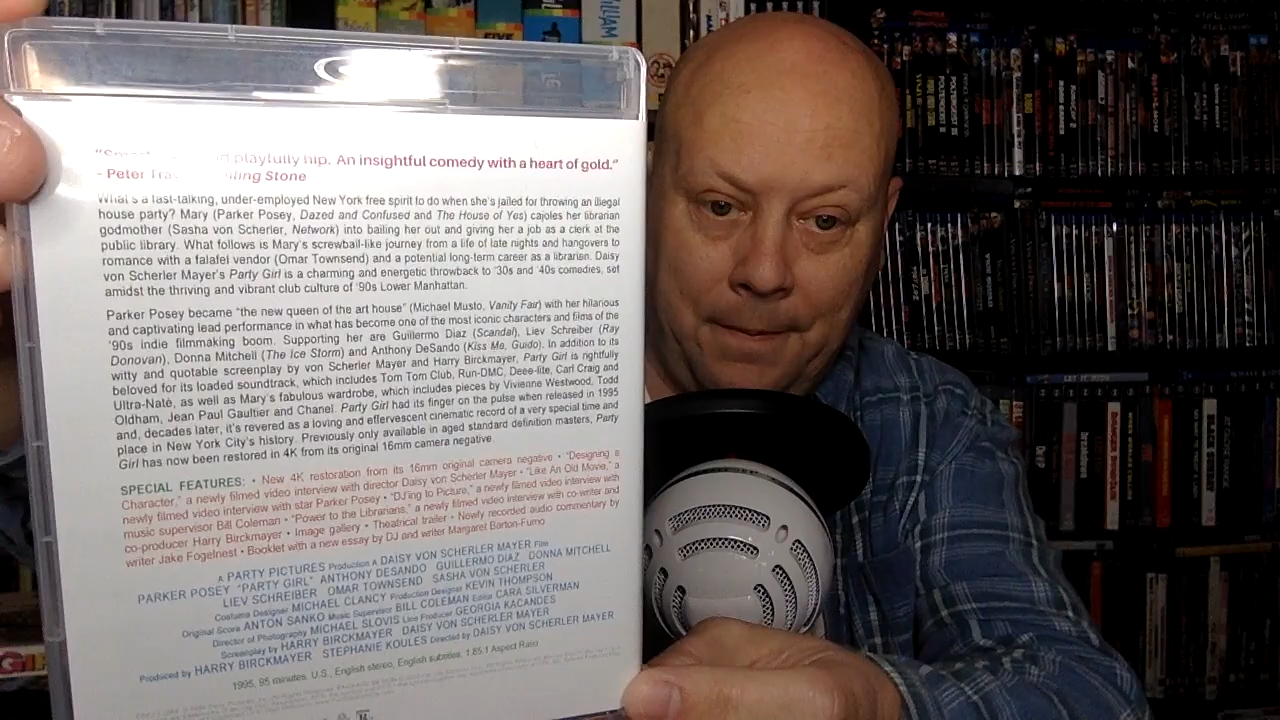 playfully hip. An insightful comedy with a heart of gold."
- Peter Rolling Stone
What's a fast-talking, under-employed New York free spirit to do when she's jailed for throwing an illegal
house party? Mary (Parker Posey, Dazed and Confused and The House of Yes) cajoles her librarian
godmother (Sasha von Scherler, Network) into bailing her out and giving her a job as a clerk at the
public library. What follows is Mary's screwball-like journey from a life of late nights and hangovers to
romance with a falafel vendor (Omar Townsend) and a potential long-term career as a librarian. Daisy
von Scherler Mayer's Party Girl is a charming and energetic throwback to '30s and '40s comedies, set
amidst the thriving and vibrant club culture of '90s Lower Manhattan.
Parker Posey became "the new queen of the art house" (Michael Musto, Vanity Fair) with her hilarious
and captivating lead performance in what has become one of the most iconic characters and films of the
'90s indie filmmaking boom. Supporting her are Guillermo Diaz (Scandal), Liev Schreiber (Ray
Donovan), Donna Mitchell (The Ice Storm) and Anthony DeSando (Kiss Me, Guido). In addition to its
witty and quotable screenplay by von Scherler Mayer and Harry Birckmayer, Party Girl is rightfully
beloved for its loaded soundtrack, which includes Tom Tom Club, Run-DMC, Deee-lite, Carl Craig and
Ultra-Naté, as well as Mary's fabulous wardrobe, which includes pieces by Vivienne Westwood, Todd
Oldham, Jean Paul Gaultier and Chanel. Party Girl had its finger on the pulse when released in 1995
and, decades later, it's revered as a loving and effervescent cinematic record of a very special time and
place in New York City's history. Previously only available in aged standard definition masters, Party
Girl has now been restored in 4K from its original 16mm camera negative.
SPECIAL FEATURES: • New 4K restoration from its 16mm original camera negative • "Designing a
Character," a newly filmed video interview with director Daisy von Scherler Mayer • "Like An Old Movie," a
newly filmed video interview with star Parker Posey • "DJ'ing to Picture," a newly filmed video interview with
music supervisor Bill Coleman • "Power to the Librarians," a newly filmed video interview with co-writer and
co-producer Harry Birckmayer • Image gallery • Theatrical trailer • Newly recorded audio commentary by
writer Jake Fogelnest • Booklet with a new essay by DJ and writer Margaret Barton-Fumo
A PARTY PICTURES Production A DAISY VON SCHERLER MAYER Film
PARKER POSEY "PARTY GIRL" ANTHONY DESANDO GUILLERMO DIAZ DONNA MITCHELL
LIEV SCHREIBER OMAR TOWNSEND SASHA VON SCHERLER
Costume Designer MICHAEL CLANCY Production Designer KEVIN THOMPSON
Original Score ANTON SANKO Music Supervisor BILL COLEMAN Editor CARA SILVERMAN
Director of Photography MICHAEL SLOVIS Line Producer GEORGIA KACANDES
Screenplay by HARRY BIRCKMAYER DAISY VON SCHERLER MAYER
Produced by HARRY BIRCKMAYER STEPHANIE KOULES Directed by DAISY VON SCHERLER MAYER
1995, 95 minutes, U.S., English stereo, English subtitles, 1.85:1 Aspect Ratio